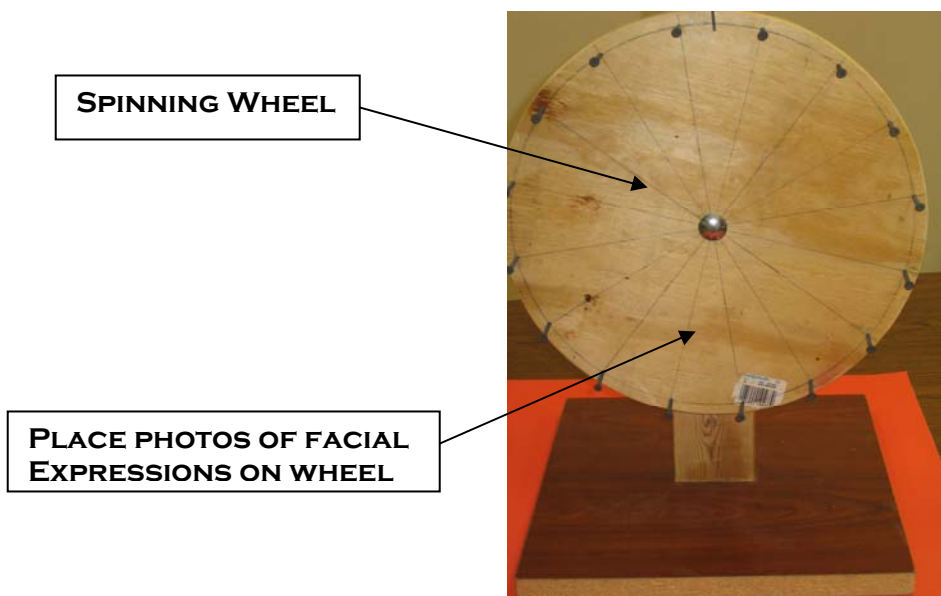 SPINNING WHEEL
PLACE PHOTOS OF FACIAL
EXPRESSIONS ON WHEEL